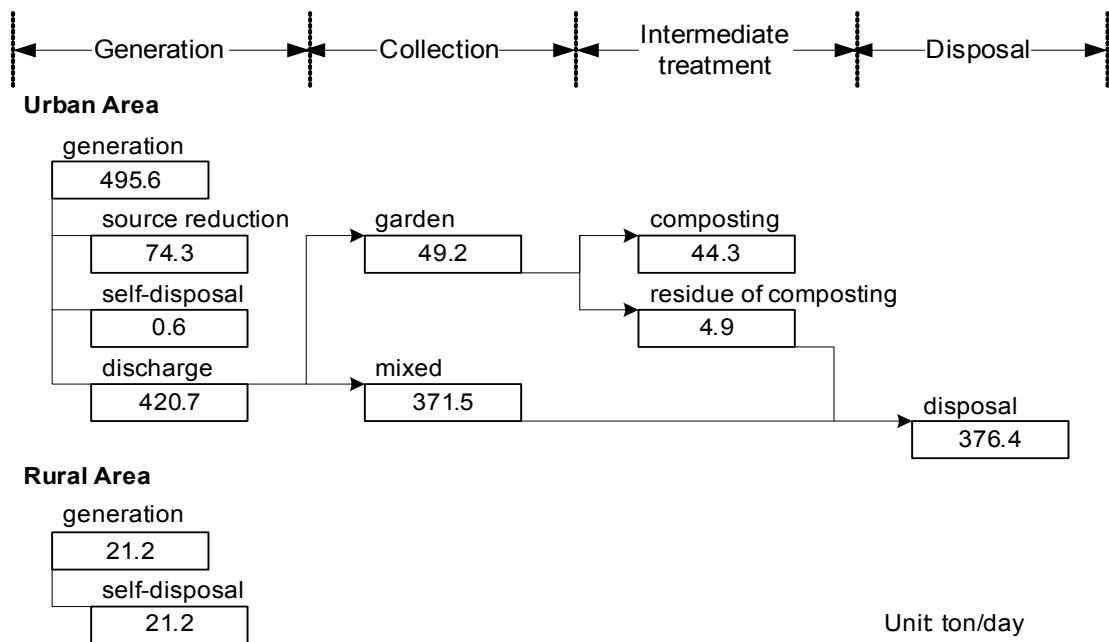 Generation Collection Intermediate treatment Disposal
Urban Area
generation
495.6
source reduction garden composting
74.3 49.2 44.3
self-disposal residue of composting
0.6 4.9
discharge mixed
420.7 371.5
disposal
376.4
Rural Area
generation
21.2
self-disposal
21.2
Unit: ton/day